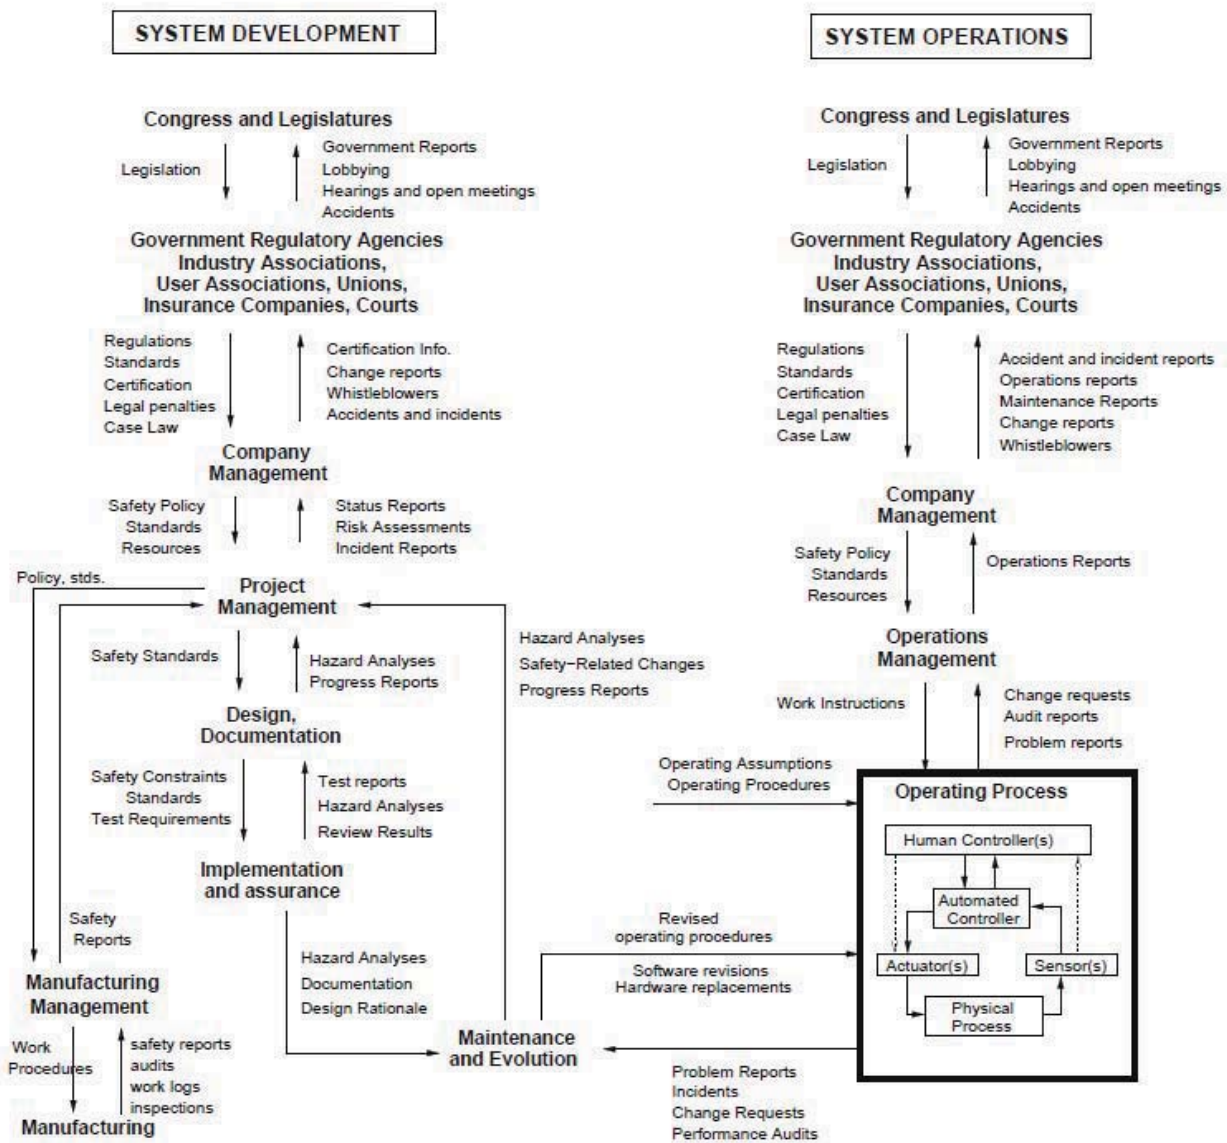 SYSTEM DEVELOPMENT
Congress and Legislatures
Legislation
Government Reports
Lobbying
Hearings and open meetings
Accidents
Government Regulatory Agencies
Industry Associations,
User Associations, Unions,
Insurance Companies, Courts
Regulations
Standards
Certification
Legal penalties
Case Law
Certification Info.
Change reports
Whistleblowers
Accidents and incidents
Company
Management
Safety Policy
Standards
Resources
Status Reports
Risk Assessments
Incident Reports
Policy, stds.
Project
Management
Safety Standards
Hazard Analyses
Progress Reports
Hazard Analyses
Safety-Related Changes
Progress Reports
Design,
Documentation
Safety Constraints
Standards
Test Requirements
Test reports
Hazard Analyses
Review Results
Implementation
and assurance
Safety
Reports
Hazard Analyses
Documentation
Design Rationale
Manufacturing
Management
Work
Procedures
safety reports
audits
work logs
inspections
Manufacturing
Maintenance
and Evolution
SYSTEM OPERATIONS
Congress and Legislatures
Legislation
Government Reports
Lobbying
Hearings and open meetings
Accidents
Government Regulatory Agencies
Industry Associations,
User Associations, Unions,
Insurance Companies, Courts
Regulations
Standards
Certification
Legal penalties
Case Law
Accident and incident reports
Operations reports
Maintenance Reports
Change reports
Whistleblowers
Company
Management
Safety Policy
Standards
Resources
Operations Reports
Operations
Management
Work Instructions
Change requests
Audit reports
Problem reports
Operating Assumptions
Operating Procedures
Operating Process
Human Controller(s)
Automated
Controller
Actuator(s)
Sensor(s)
Physical
Process
Revised
operating procedures
Software revisions
Hardware replacements
Problem Reports
Incidents
Change Requests
Performance Audits